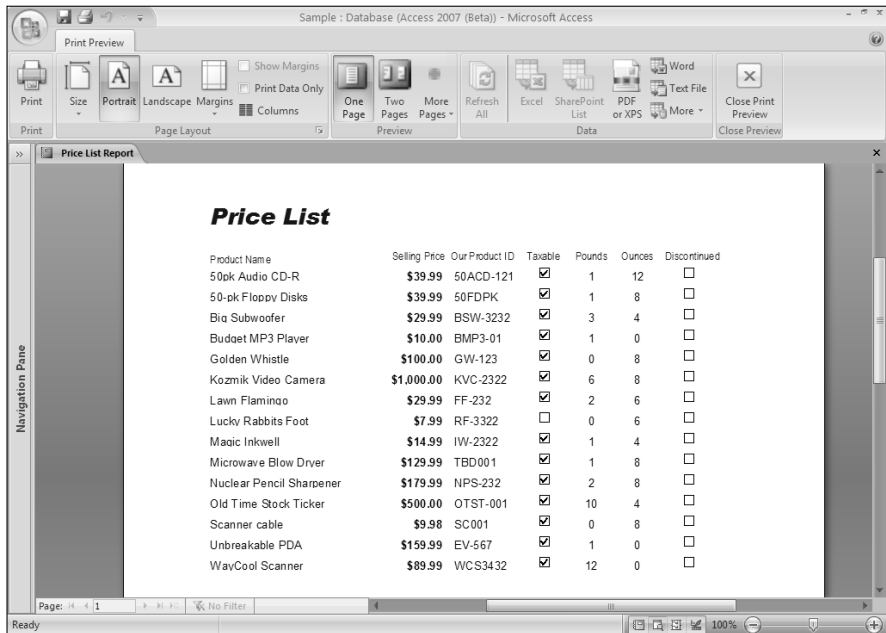 Sample : Database (Access 2007 (Beta)) - Microsoft Access
Print Preview
Print
Size
Portrait
Landscape
Margins
Show Margins
Print Data Only
Columns
One Page
Two Pages
More Pages
Refresh All
Excel
SharePoint List
PDF or XPS
Word
Text File
More
Close Print Preview
Print
Page Layout
Preview
Data
Close Preview
Price List Report
Navigation Pane
Price List
Product Name Selling Price Our Product ID Taxable Pounds Ounces Discontinued
50pk Audio CD-R $39.99 50ACD-121 1 12
50-pk Floppy Disks $39.99 50FDPK 1 8
Big Subwoofer $29.99 BSW-3232 3 4
Budget MP3 Player $10.00 BMP3-01 1 0
Golden Whistle $100.00 GW-123 0 8
Kozmik Video Camera $1,000.00 KVC-2322 6 8
Lawn Flamingo $29.99 FF-232 2 6
Lucky Rabbits Foot $7.99 RF-3322 0 6
Magic Inkwell $14.99 IW-2322 1 4
Microwave Blow Dryer $129.99 TBD001 1 8
Nuclear Pencil Sharpener $179.99 NPS-232 2 8
Old Time Stock Ticker $500.00 OTST-001 10 4
Scanner cable $9.98 SC001 0 8
Unbreakable PDA $159.99 EV-567 1 0
WayCool Scanner $89.99 WCS3432 12 0
Page: 1 No Filter
Ready 100%